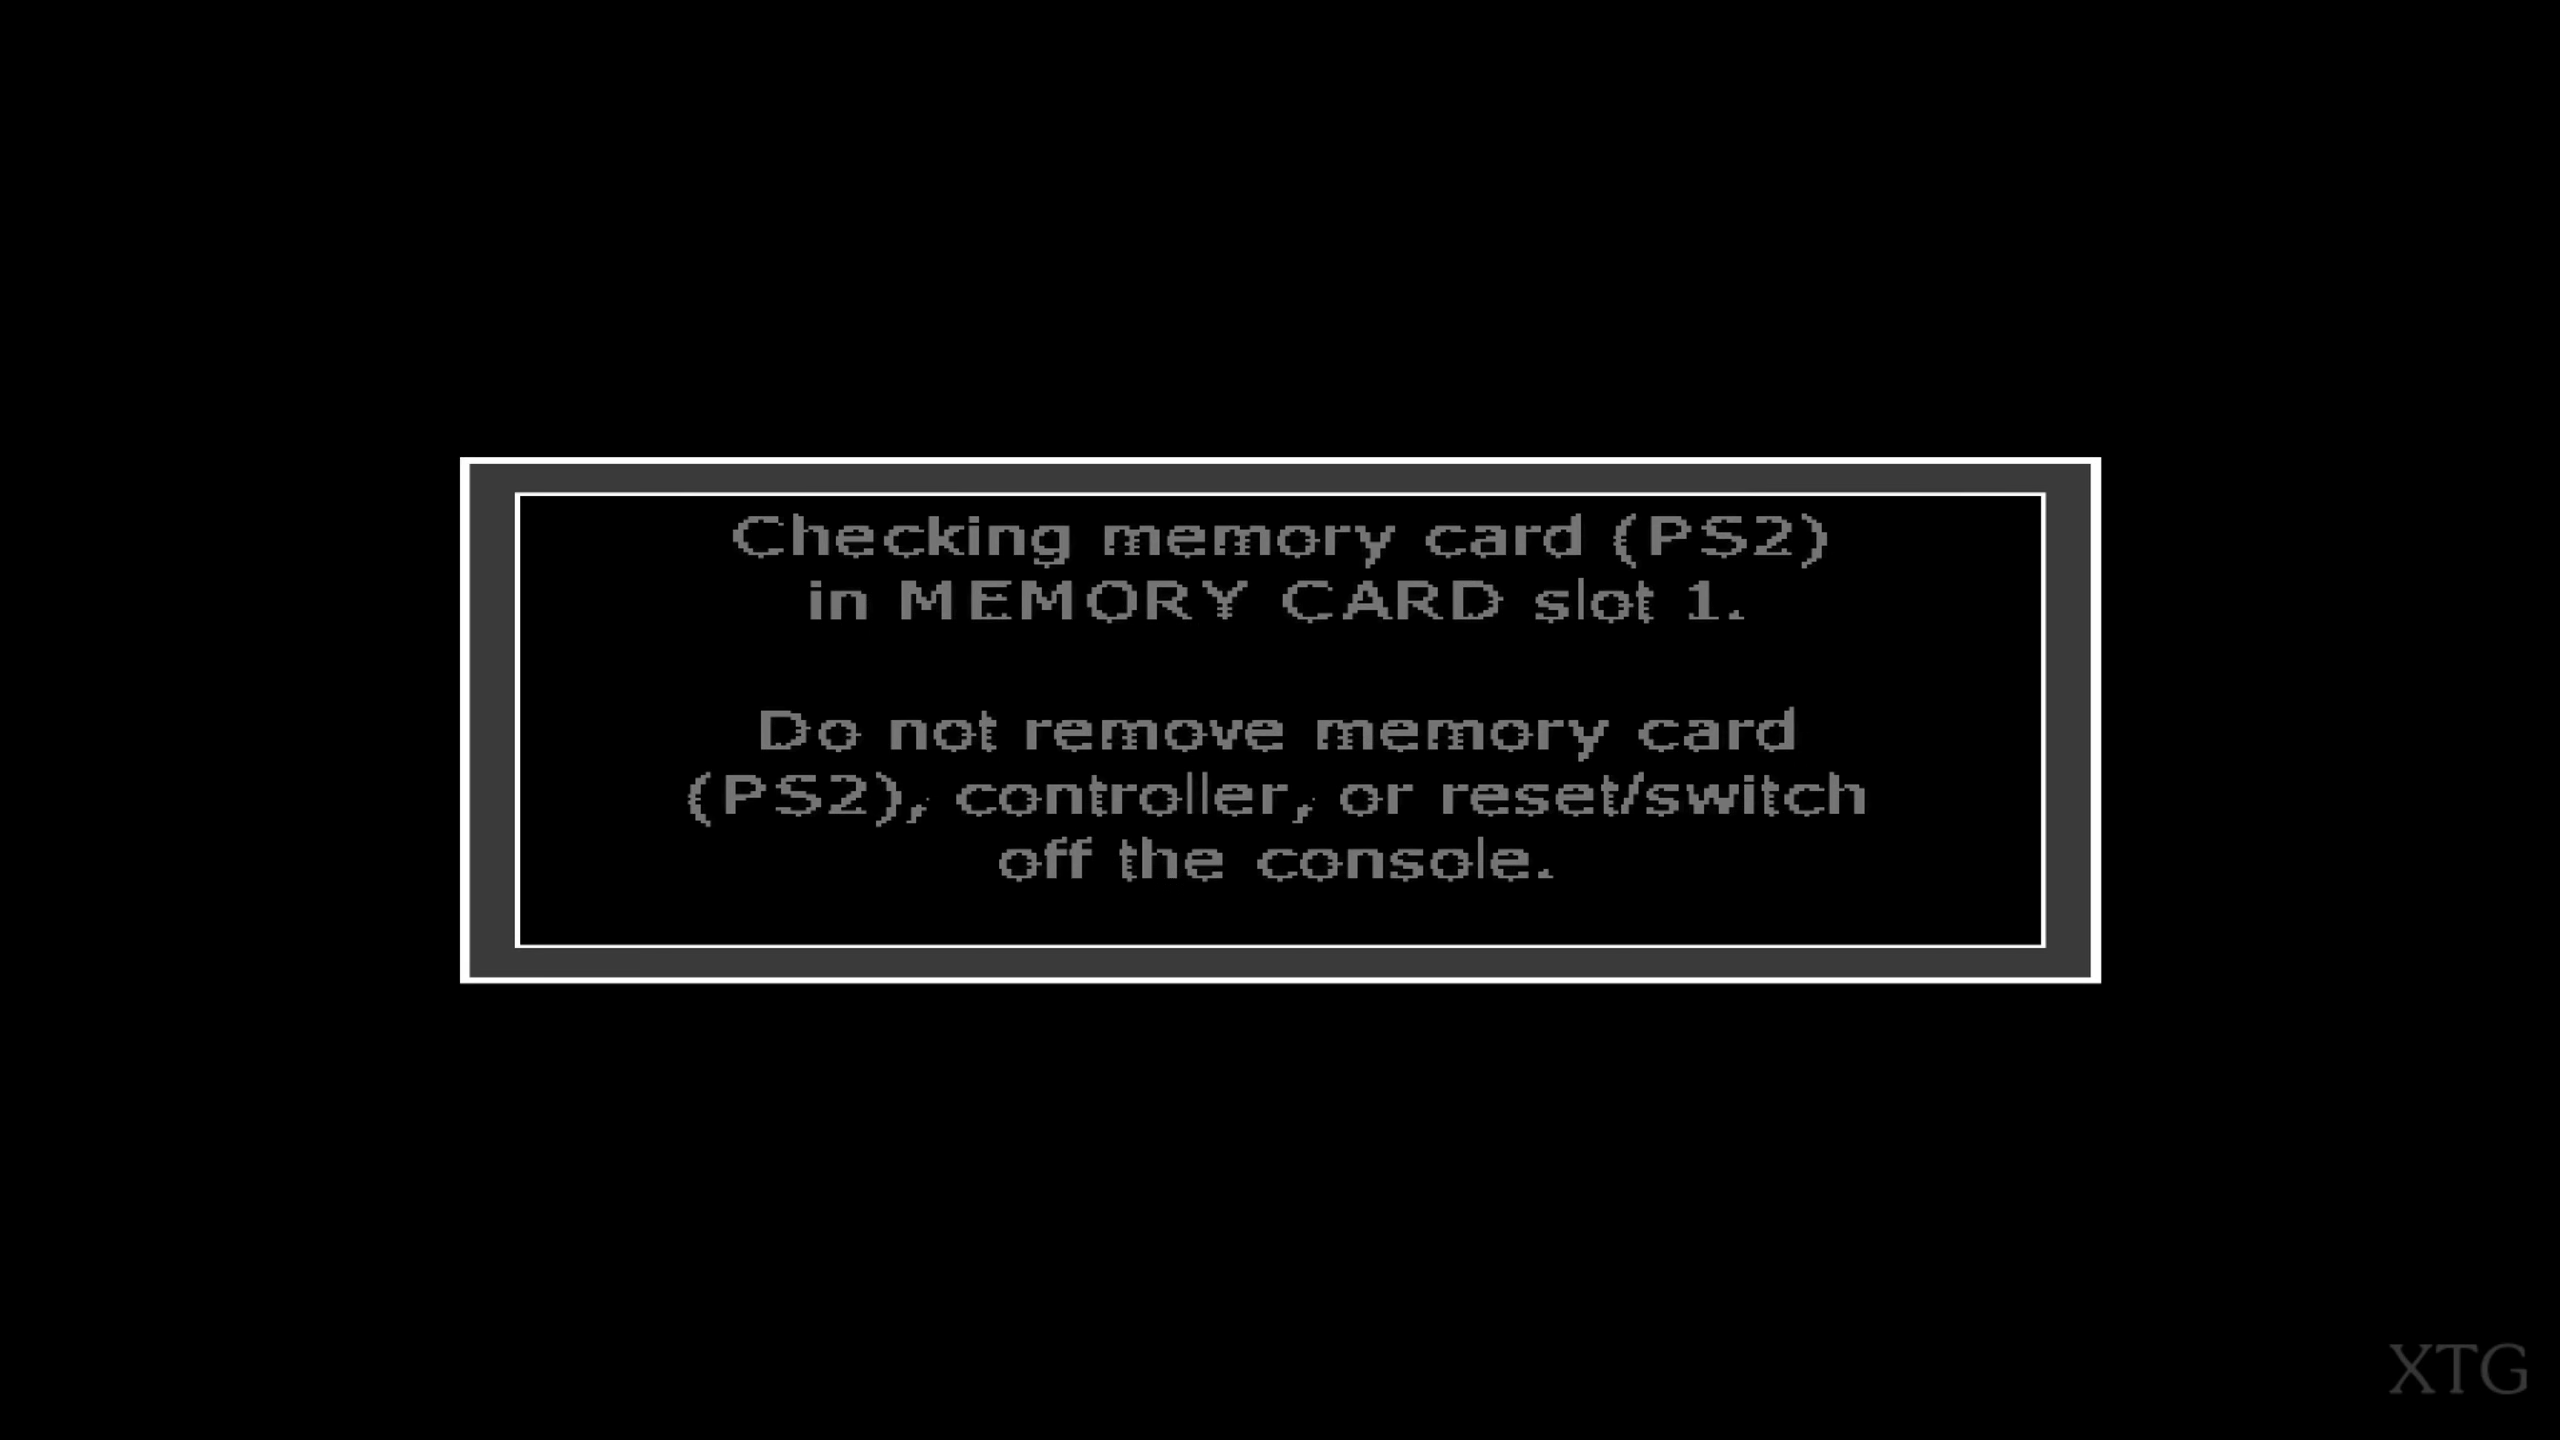 Checking memory card (PS2)
in MEMORY CARD slot 1.
Do not remove memory card
(PS2), controller, or reset/switch
off the console.
XTG